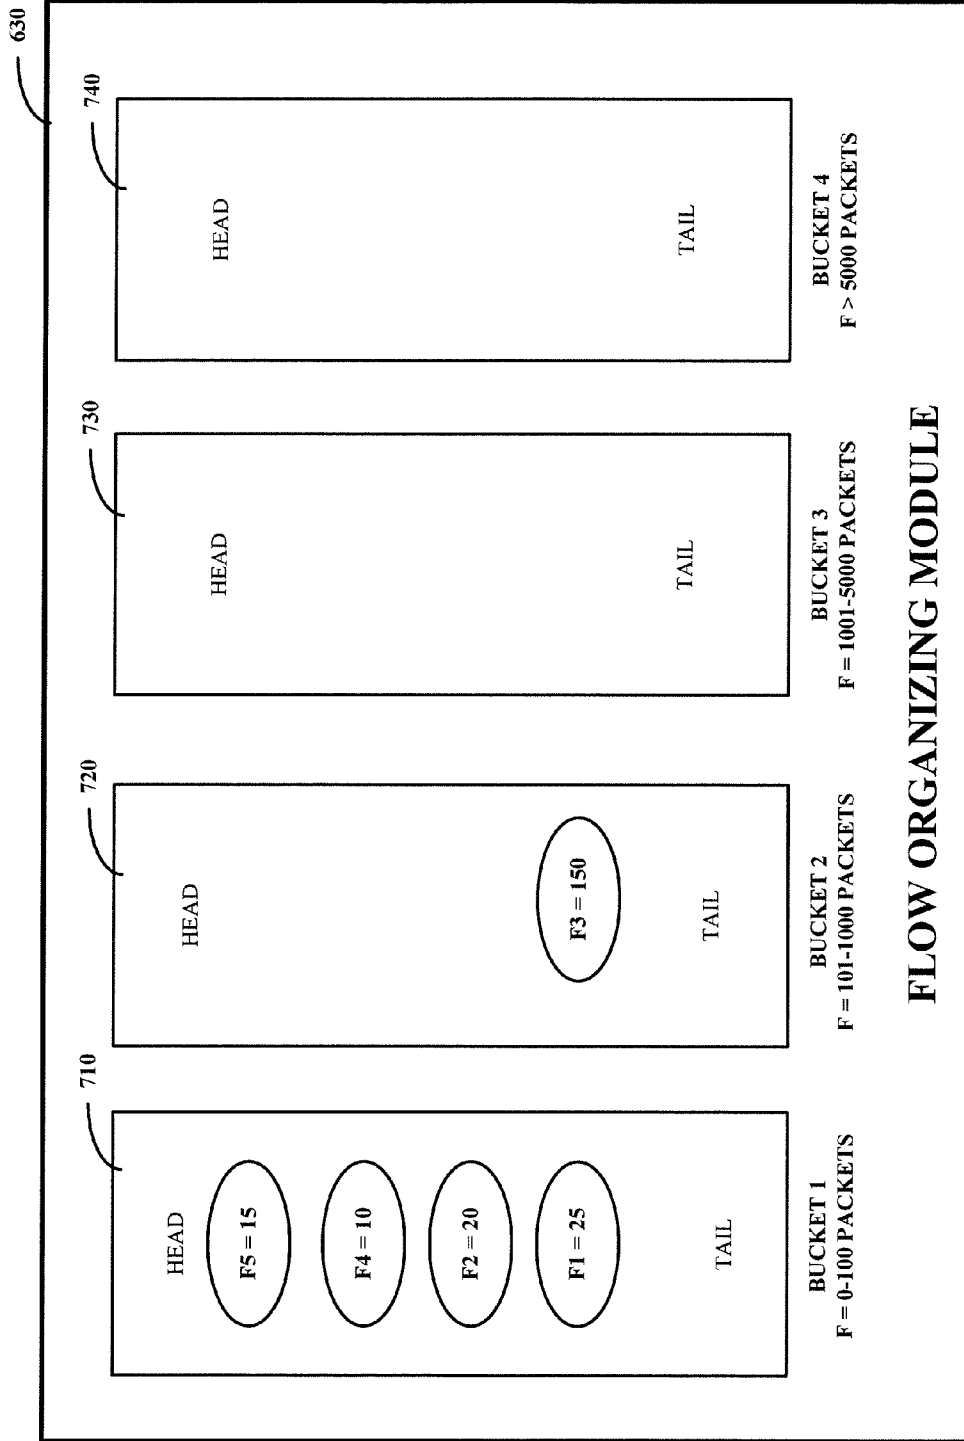 630
710
HEAD
F5 = 15
F4 = 10
F2 = 20
F1 = 25
TAIL
BUCKET 1
F = 0-100 PACKETS
720
HEAD
F3 = 150
TAIL
BUCKET 2
F = 101-1000 PACKETS
730
HEAD
TAIL
BUCKET 3
F = 1001-5000 PACKETS
740
HEAD
TAIL
BUCKET 4
F > 5000 PACKETS
FLOW ORGANIZING MODULE